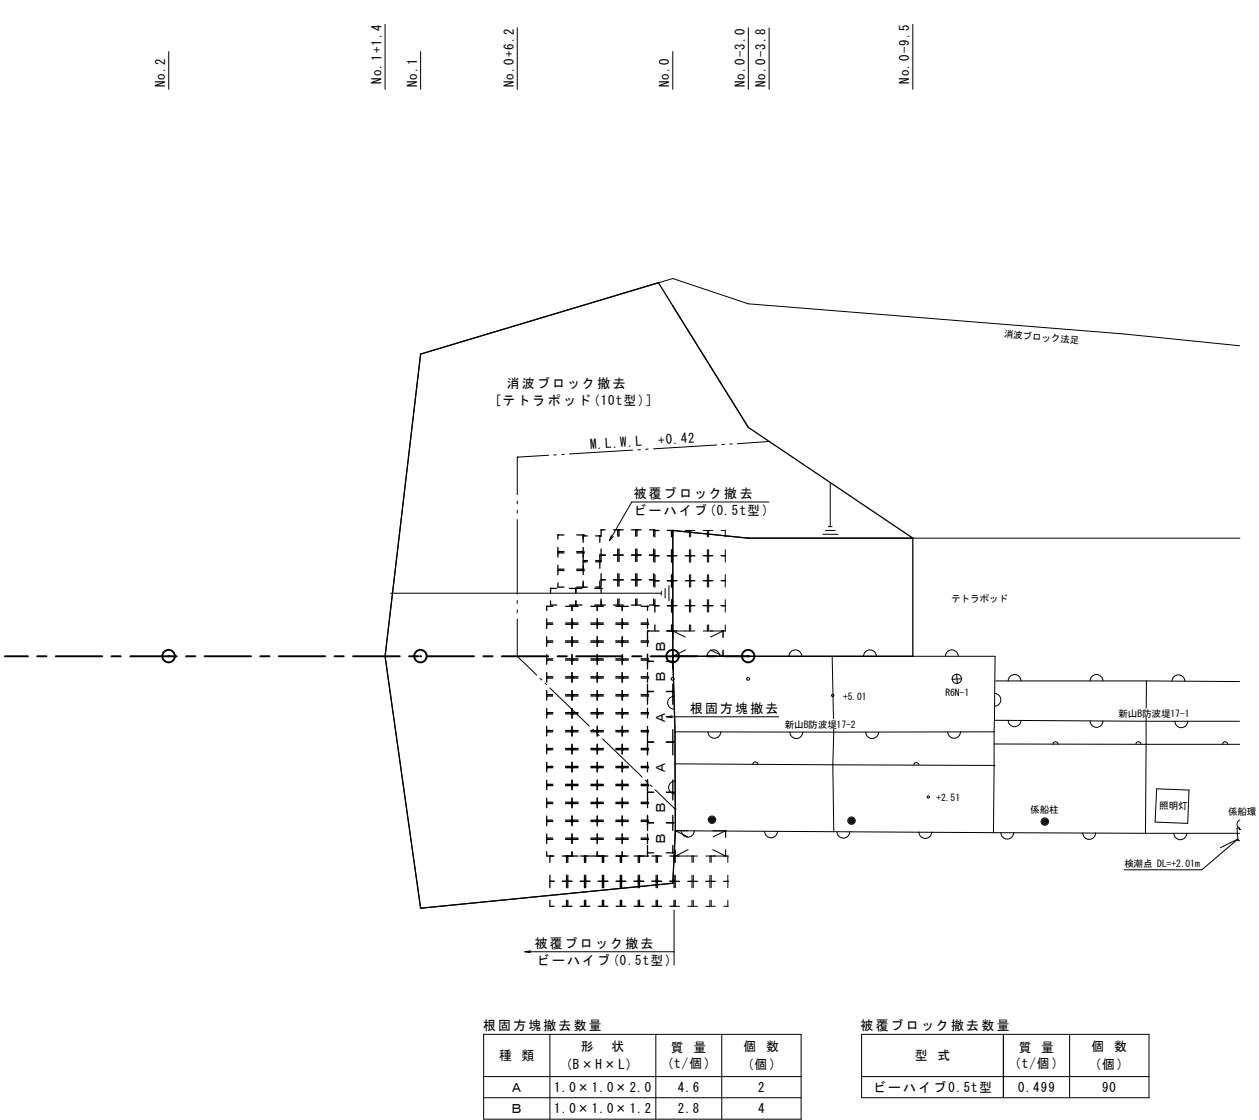 No.2
No.1+1.4
No.1
No.0+6.2
No.0
No.0-3.0
No.0-3.8
No.0-9.5
消波ブロック法足
消波ブロック撤去
[テトラポッド(10t型)]
M.L.W.L +0.42
被覆ブロック撤去
ビーハイブ(0.5t型)
テトラポッド
B
B
A
A
B
B
根固方塊撤去
+5.01
R6N-1
新山B防波堤17-2
新山B防波堤17-1
+2.51
係船柱
照明灯
係船環
検潮点 DL=+2.01m
被覆ブロック撤去
ビーハイブ(0.5t型)
根固方塊撤去数量
種類 形状 (B×H×L) 質量 (t/個) 個数 (個)
A 1.0×1.0×2.0 4.6 2
B 1.0×1.0×1.2 2.8 4
被覆ブロック撤去数量
型式 質量 (t/個) 個数 (個)
ビーハイブ0.5t型 0.499 90